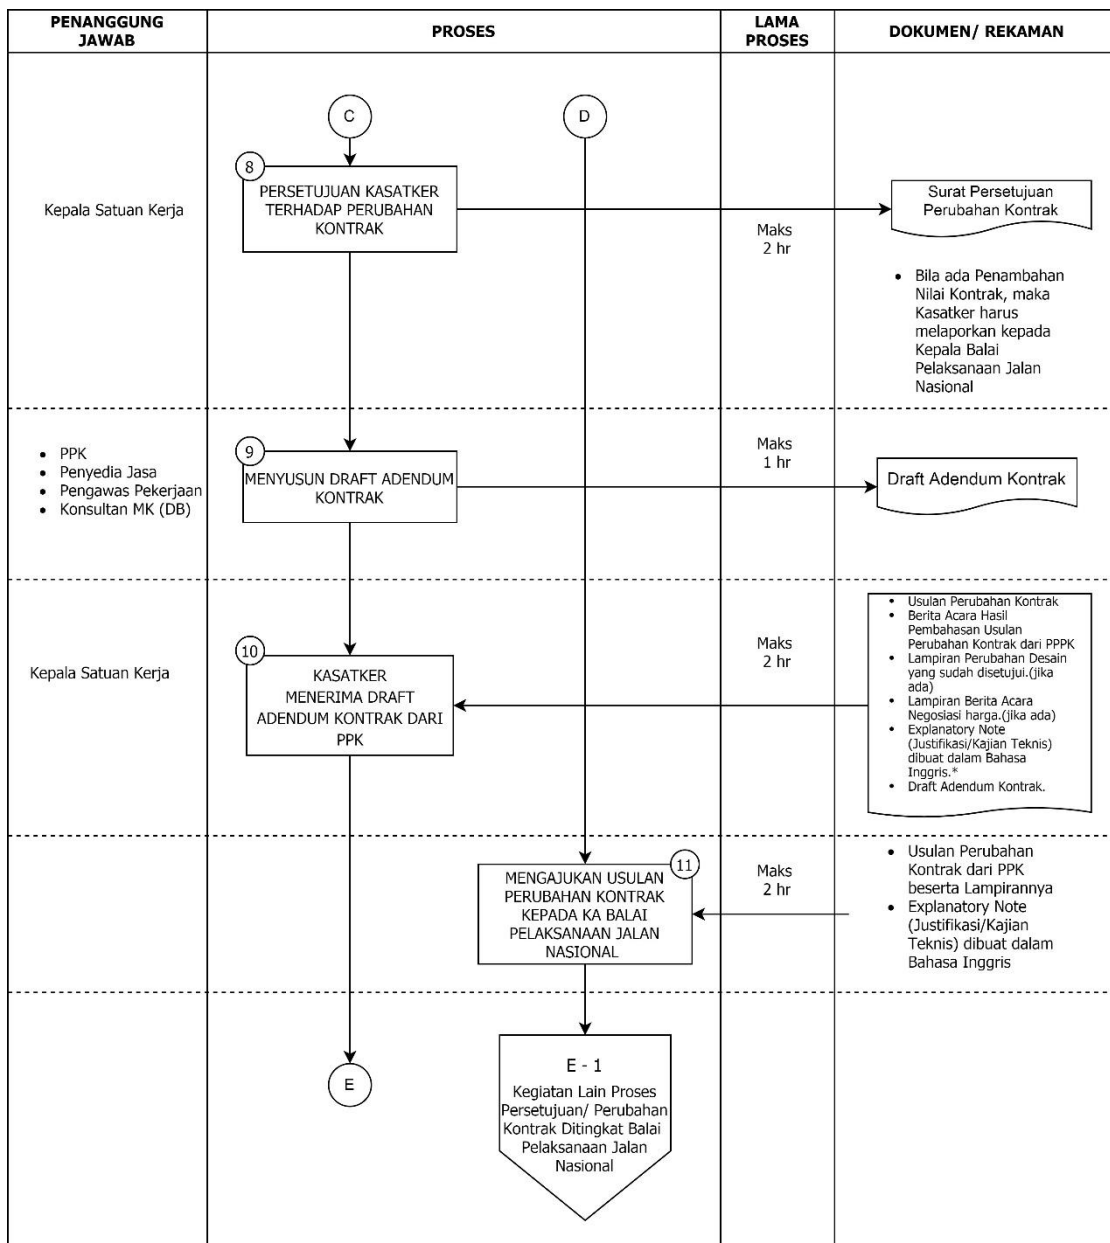 PENANGGUNG
JAWAB
PROSES
LAMA
PROSES
DOKUMEN/ REKAMAN
C
D
8
PERSETUJUAN KASATKER
TERHADAP PERUBAHAN
KONTRAK
Kepala Satuan Kerja
Maks
2 hr
Surat Persetujuan
Perubahan Kontrak
• Bila ada Penambahan
Nilai Kontrak, maka
Kasatker harus
melaporkan kepada
Kepala Balai
Pelaksanaan Jalan
Nasional
• PPK
• Penyedia Jasa
• Pengawas Pekerjaan
• Konsultan MK (DB)
9
MENYUSUN DRAFT ADENDUM
KONTRAK
Maks
1 hr
Draft Adendum Kontrak
Kepala Satuan Kerja
10
KASATKER
MENERIMA DRAFT
ADENDUM KONTRAK DARI
PPK
Maks
2 hr
• Usulan Perubahan Kontrak
• Berita Acara Hasil
Pembahasan Usulan
Perubahan Kontrak dari PPPK
• Lampiran Perubahan Desain
yang sudah disetujui.(jika
ada)
• Lampiran Berita Acara
Negosiasi harga.(jika ada)
• Explanatory Note
(Justifikasi/Kajian Teknis)
dibuat dalam Bahasa
Inggris.*
• Draft Adendum Kontrak.
11
MENGAJUKAN USULAN
PERUBAHAN KONTRAK
KEPADA KA BALAI
PELAKSANAAN JALAN
NASIONAL
Maks
2 hr
• Usulan Perubahan
Kontrak dari PPK
beserta Lampirannya
• Explanatory Note
(Justifikasi/Kajian
Teknis) dibuat dalam
Bahasa Inggris
E
E - 1
Kegiatan Lain Proses
Persetujuan/ Perubahan
Kontrak Ditingkat Balai
Pelaksanaan Jalan
Nasional